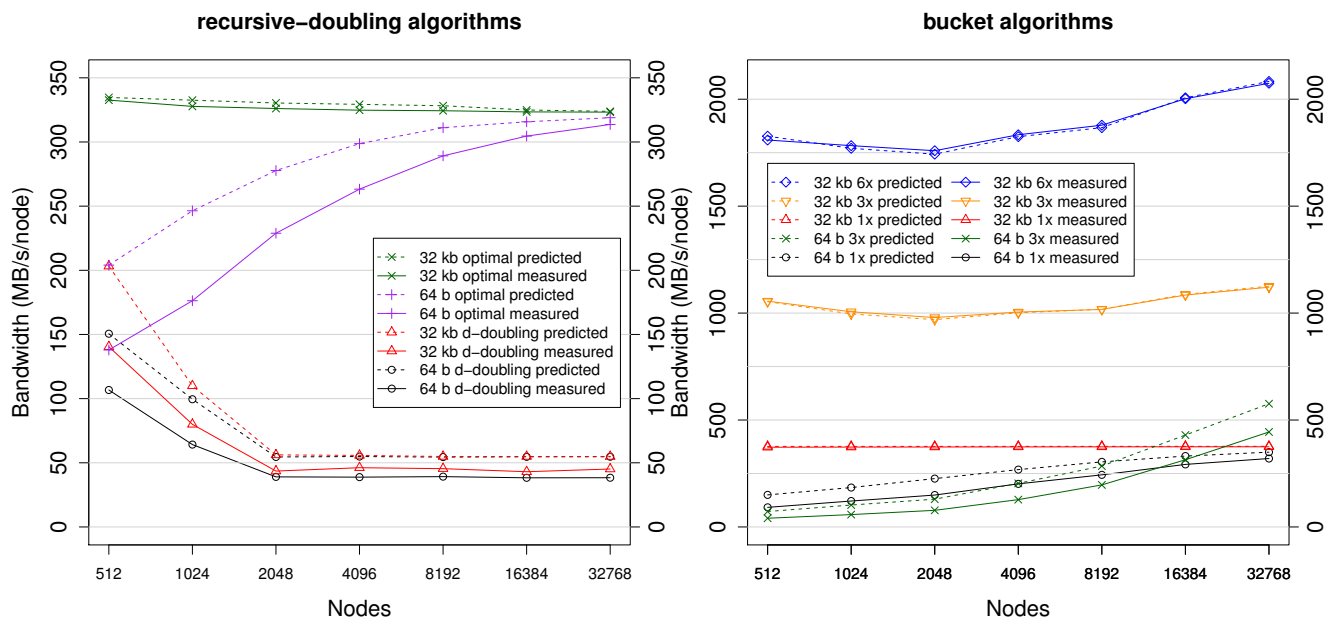 recursive−doubling algorithms
350
300
250
200
150
100
50
0
Bandwidth (MB/s/node)
32 kb optimal predicted
32 kb optimal measured
64 b optimal predicted
64 b optimal measured
32 kb d−doubling predicted
32 kb d−doubling measured
64 b d−doubling predicted
64 b d−doubling measured
350
300
250
200
150
100
50
0
512 1024 2048 4096 8192 16384 32768
Nodes
bucket algorithms
2000
1500
1000
500
0
Bandwidth (MB/s/node)
32 kb 6x predicted 32 kb 6x measured
32 kb 3x predicted 32 kb 3x measured
32 kb 1x predicted 32 kb 1x measured
64 b 3x predicted 64 b 3x measured
64 b 1x predicted 64 b 1x measured
2000
1500
1000
500
0
512 1024 2048 4096 8192 16384 32768
Nodes